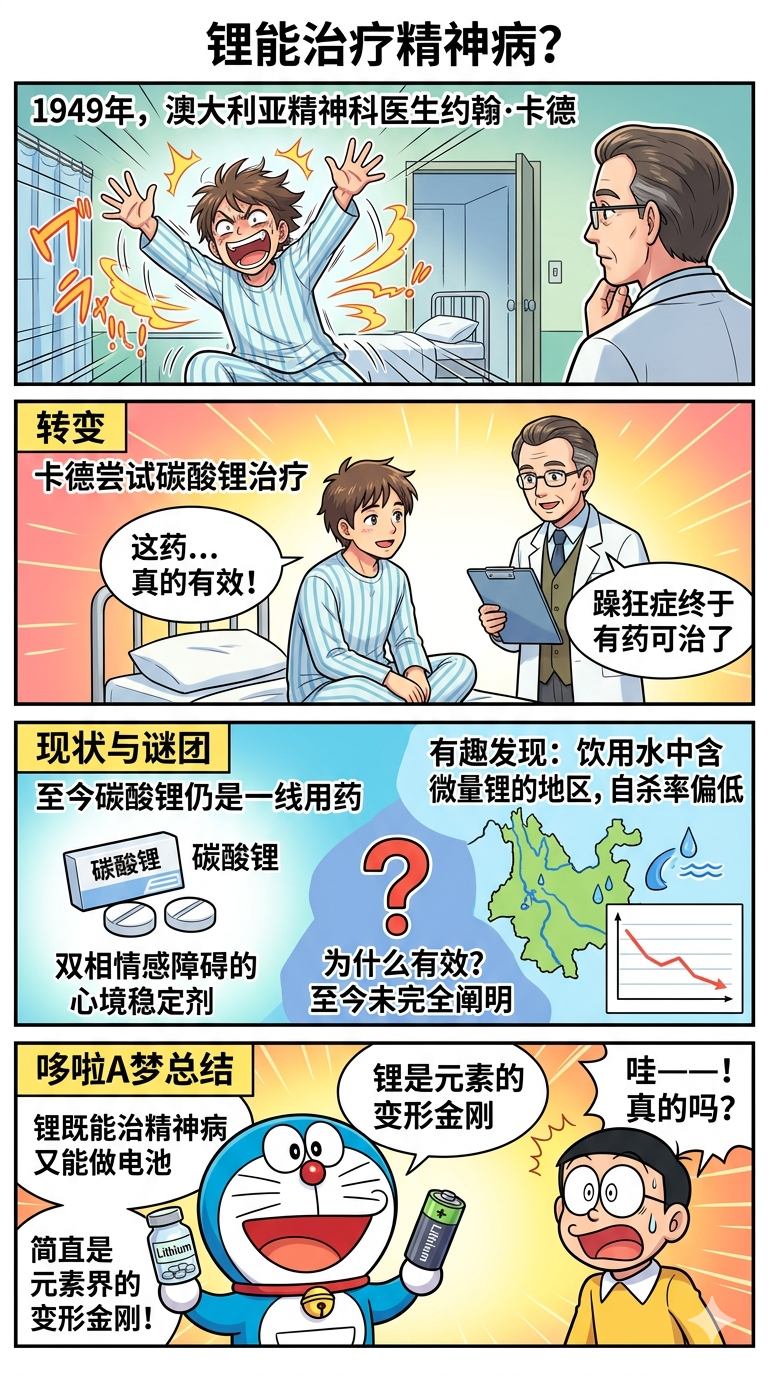 锂能治疗精神病？
1949年，澳大利亚精神科医生约翰·卡德
转变
卡德尝试碳酸锂治疗
这药…
真的有效！
躁狂症终于
有药可治了
现状与谜团
至今碳酸锂仍是一线用药
碳酸锂
碳酸锂
双相情感障碍的
心境稳定剂
？
为什么有效？
至今未完全阐明
有趣发现：饮用水中含
微量锂的地区，自杀率偏低
哆啦A梦总结
锂既能治精神病
又能做电池
锂是元素的
变形金刚
哇一一！
真的吗？
简直是
元素界的
变形金刚！
Lithium
+
Lithium